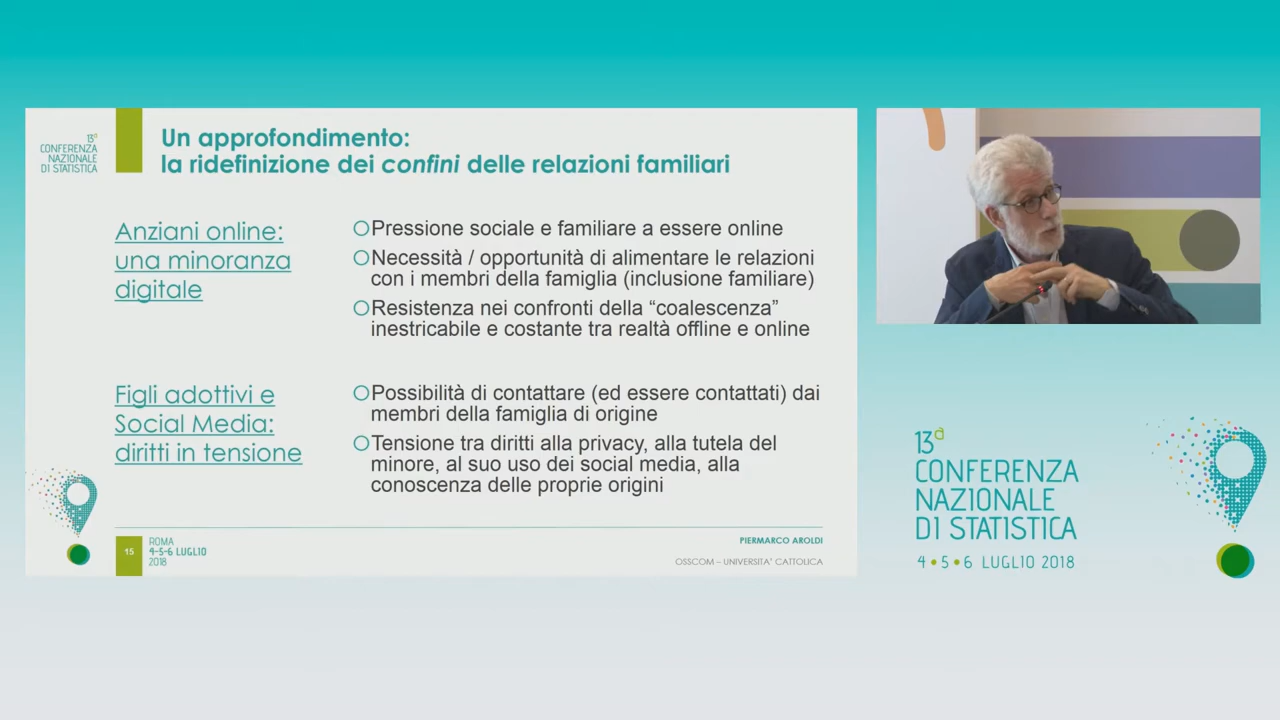 13ª
CONFERENZA
NAZIONALE
DI STATISTICA
Un approfondimento:
la ridefinizione dei confini delle relazioni familiari
Anziani online:
una minoranza
digitale
Pressione sociale e familiare a essere online
Necessità / opportunità di alimentare le relazioni
con i membri della famiglia (inclusione familiare)
Resistenza nei confronti della “coalescenza”
inestricabile e costante tra realtà offline e online
Figli adottivi e
Social Media:
diritti in tensione
Possibilità di contattare (ed essere contattati) dai
membri della famiglia di origine
Tensione tra diritti alla privacy, alla tutela del
minore, al suo uso dei social media, alla
conoscenza delle proprie origini
15
ROMA
4-5-6 LUGLIO
2018
PIERMARCO AROLDI
OSSCOM – UNIVERSITA' CATTOLICA
13ª
CONFERENZA
NAZIONALE
DI STATISTICA
4 • 5 • 6 LUGLIO 2018